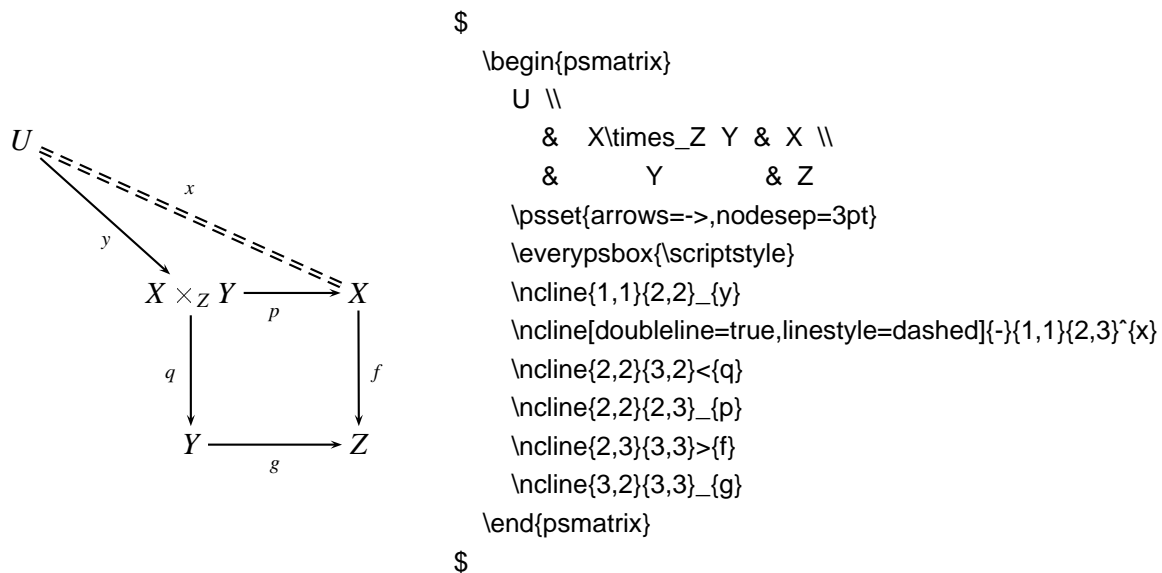 $
\begin{psmatrix}
U \\
& X\times_Z Y & X \\
& Y & Z
\psset{arrows=->,nodesep=3pt}
\everypsbox{\scriptstyle}
\ncline{1,1}{2,2}_{y}
\ncline[doubleline=true,linestyle=dashed]{-}{1,1}{2,3}^{x}
\ncline{2,2}{3,2}<{q}
\ncline{2,2}{2,3}_{p}
\ncline{2,3}{3,3}>{f}
\ncline{3,2}{3,3}_{g}
\end{psmatrix}
$
U
x
y
X ×Z Y
p
X
q
f
Y
g
Z